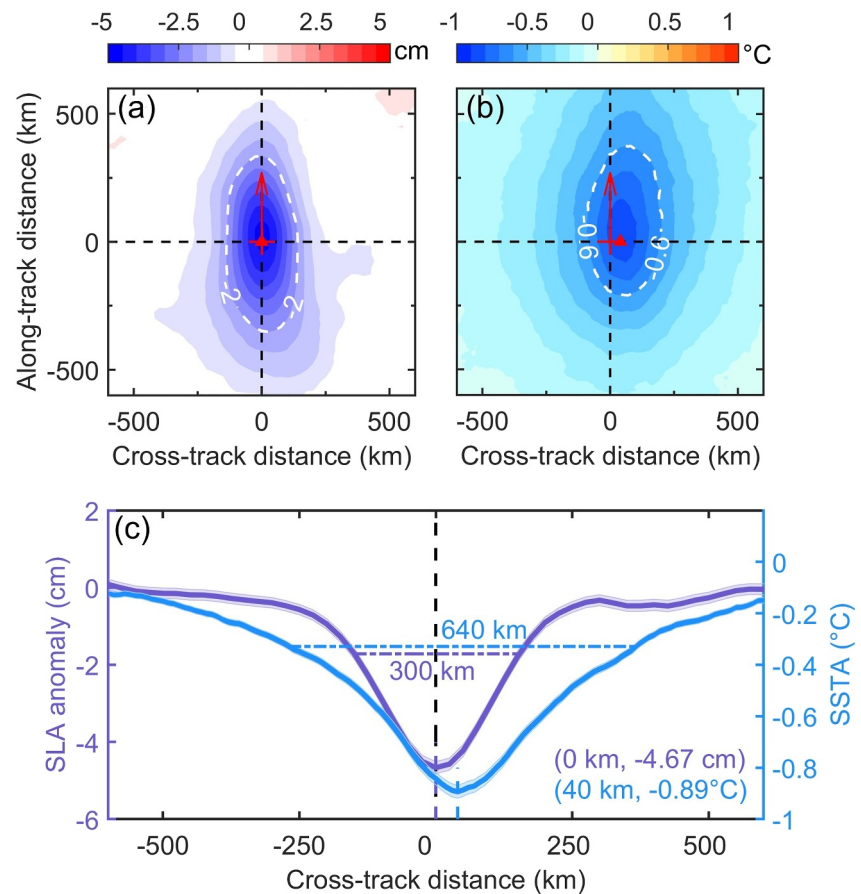 -5 -2.5 0 2.5 5
cm
-1 -0.5 0 0.5 1
°C
(a)
(b)
Along-track distance (km)
500
0
-500
2 2
0.6 0.6
-500 0 500
-500 0 500
Cross-track distance (km)
Cross-track distance (km)
(c)
SLA anomaly (cm)
2
0
-2
-4
-6
640 km
300 km
(0 km, -4.67 cm)
(40 km, -0.89°C)
0
-0.2
-0.4
-0.6
-0.8
-1
SSTA (°C)
-500 -250 0 250 500
Cross-track distance (km)